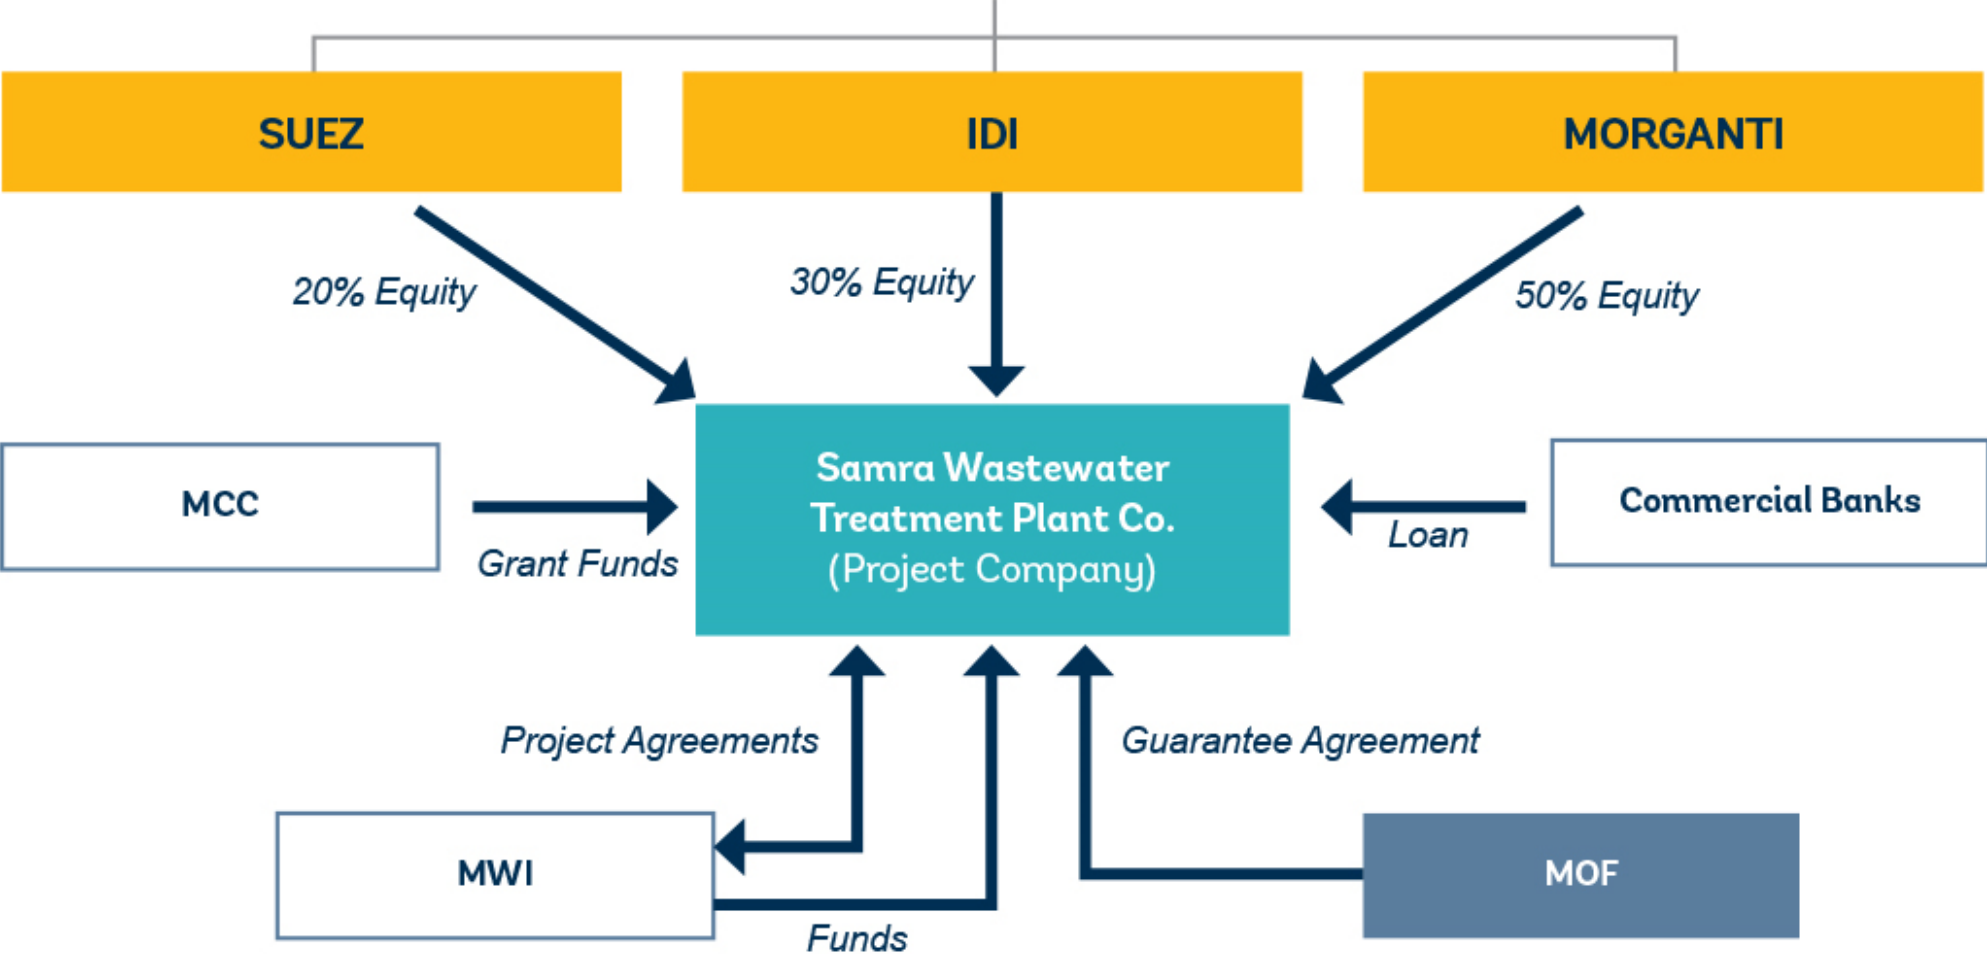 SUEZ
IDI
MORGANTI
20% Equity
30% Equity
50% Equity
MCC
Grant Funds
Samra Wastewater
Treatment Plant Co.
(Project Company)
Loan
Commercial Banks
Project Agreements
Guarantee Agreement
MWI
Funds
MOF